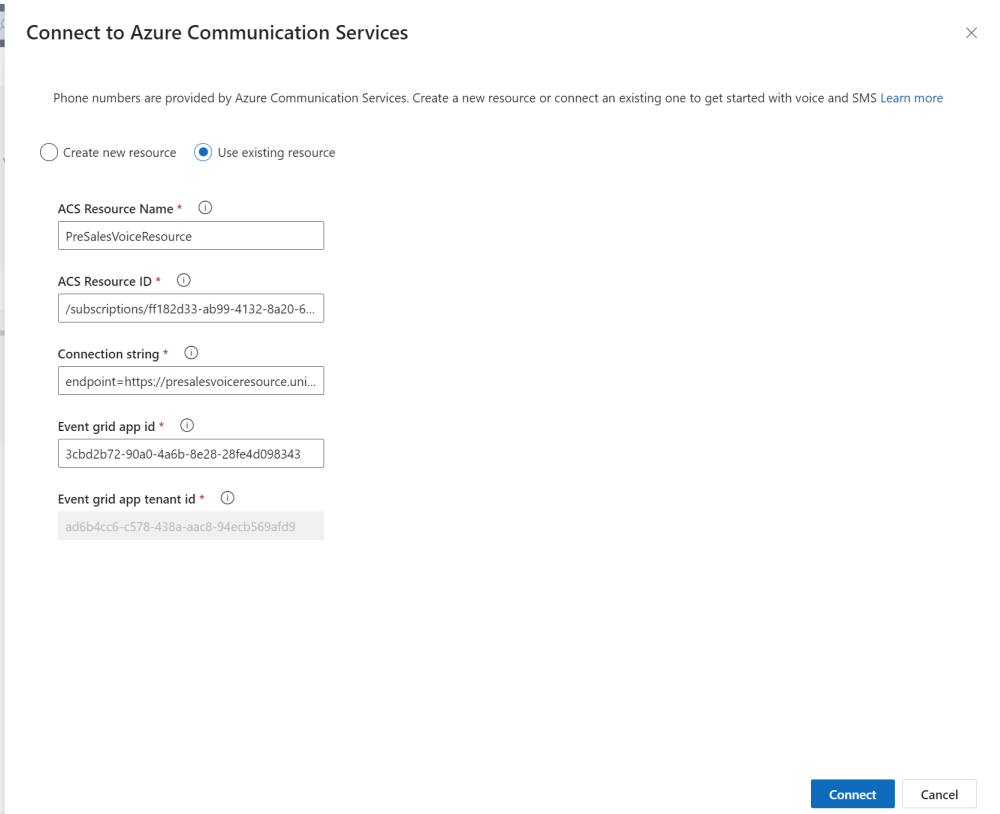 Connect to Azure Communication Services
Phone numbers are provided by Azure Communication Services. Create a new resource or connect an existing one to get started with voice and SMS Learn more
Create new resource Use existing resource
ACS Resource Name *
PreSalesVoiceResource
ACS Resource ID *
/subscriptions/ff182d33-ab99-4132-8a20-6...
Connection string *
endpoint=https://presalesvoiceresource.uni...
Event grid app id *
3cbd2b72-90a0-4a6b-8e28-28fe4d098343
Event grid app tenant id *
ad6b4cc6-c578-438a-aac8-94ecb569afd9
Connect Cancel